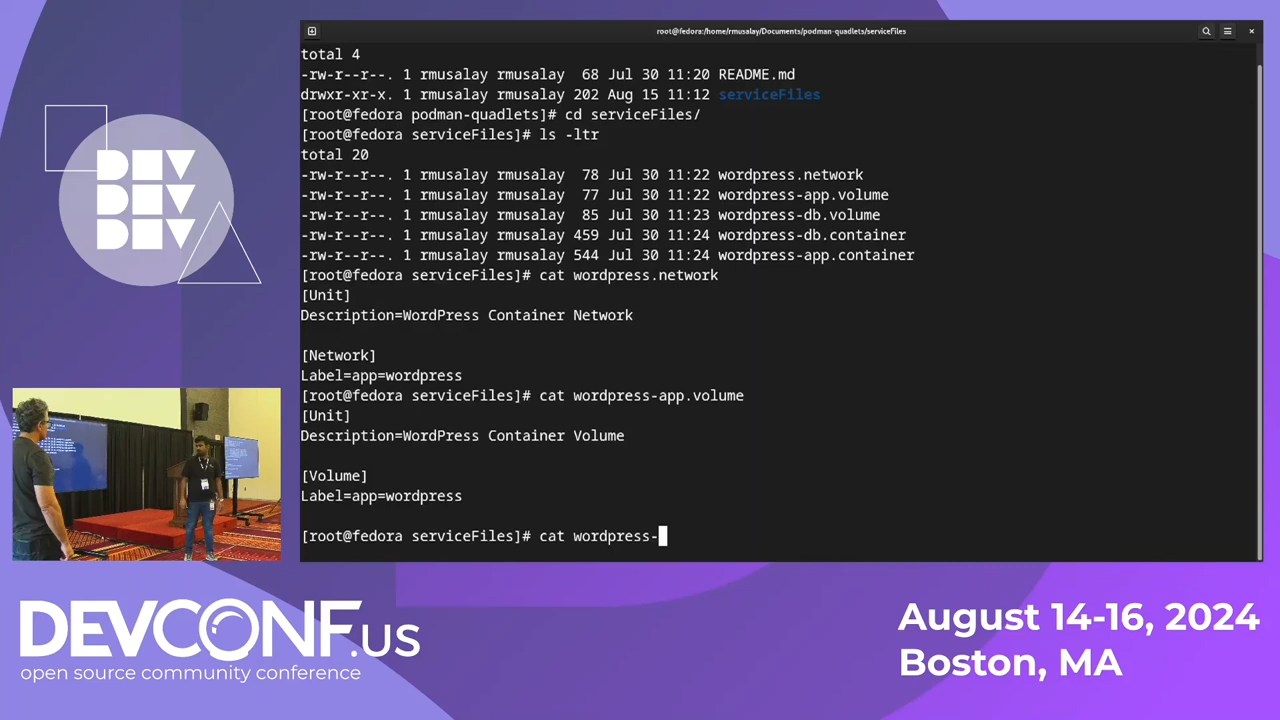 DEV
DEV
DEV
root@fedora:/home/rmusalay/Documents/podman-quadlets/serviceFiles
total 4
-rw-r--r--. 1 rmusalay rmusalay  68 Jul 30 11:20 README.md
drwxr-xr-x. 1 rmusalay rmusalay 202 Aug 15 11:12 serviceFiles
[root@fedora podman-quadlets]# cd serviceFiles/
[root@fedora serviceFiles]# ls -ltr
total 20
-rw-r--r--. 1 rmusalay rmusalay  78 Jul 30 11:22 wordpress.network
-rw-r--r--. 1 rmusalay rmusalay  77 Jul 30 11:22 wordpress-app.volume
-rw-r--r--. 1 rmusalay rmusalay  85 Jul 30 11:23 wordpress-db.volume
-rw-r--r--. 1 rmusalay rmusalay 459 Jul 30 11:24 wordpress-db.container
-rw-r--r--. 1 rmusalay rmusalay 544 Jul 30 11:24 wordpress-app.container
[root@fedora serviceFiles]# cat wordpress.network
[Unit]
Description=WordPress Container Network
[Network]
Label=app=wordpress
[root@fedora serviceFiles]# cat wordpress-app.volume
[Unit]
Description=WordPress Container Volume
[Volume]
Label=app=wordpress
[root@fedora serviceFiles]# cat wordpress-
DEVCONF.US
open source community conference
August 14-16, 2024
Boston, MA